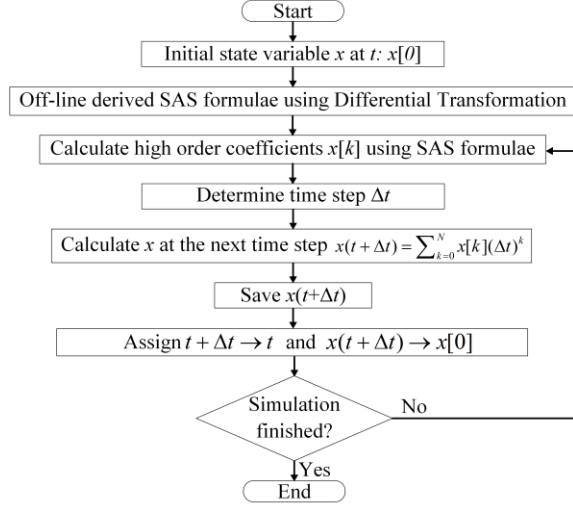 Start
Initial state variable x at t: x[0]
Off-line derived SAS formulae using Differential Transformation
Calculate high order coefficients x[k] using SAS formulae
Determine time step Δt
Calculate x at the next time step x(t + Δt) = ∑_{k=0}^{N} x[k](Δt)^k
Save x(t+Δt)
Assign t + Δt → t and x(t + Δt) → x[0]
Simulation
finished?
No
Yes
End